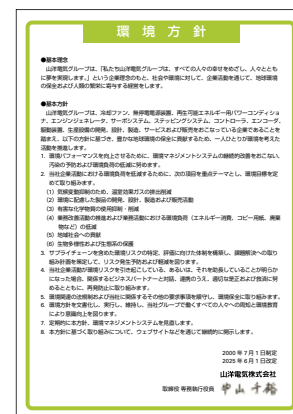 環境方針
●基本理念
山洋電気グループは、「私たち山洋電気グループは、すべての人々の幸せをめざし、人々ととも
に夢を実現します。」という企業理念のもと、社会や環境に対して、企業活動を通じて、地球環境
の保全および人類の繁栄に寄与する経営をします。
●基本方針
山洋電気グループは、冷却ファン、無停電電源装置、再生可能エネルギー用パワーコンディショ
ナ、エンジンジェネレータ、サーボシステム、ステッピングシステム、コントローラ、エンコーダ、
駆動装置、生産設備の開発、設計、製造、サービスおよび販売をおこなっている企業であることを
踏まえ、以下の方針に基づき、豊かな地球環境の保全に貢献するため、一人ひとりが環境を考えた
活動を推進します。
1. 環境パフォーマンスを向上させるために、環境マネジメントシステムの継続的改善をおこない、
汚染の予防および環境負荷の低減に努めます。
2. 当社企業活動における環境負荷を低減するために、次の項目を重点テーマとし、環境目標を定
めて取り組みます。
(1) 気候変動抑制のため、温室効果ガスの排出削減
(2) 環境に配慮した製品の開発、設計、製造および販売活動
(3) 有害な化学物質の使用抑制・削減
(4) 業務改善活動の推進および業務活動における環境負荷（エネルギー消費、コピー用紙、廃棄
物など）の低減
(5) 地域社会への貢献
(6) 生物多様性および生態系の保護
3. サプライチェーンを含めた環境リスクの特定、評価に向けた体制を構築し、課題解決への取り
組み計画を策定して、リスク発生予防および軽減を図ります。
4. 当社企業活動が環境リスクを引き起こしている、あるいは、それを助長していることが明らか
になった場合、関係するビジネスパートナーと対話、連携のうえ、適切な是正および救済に努
めるとともに、再発防止に取り組みます。
5. 環境関連の法規制および当社に関係するその他の要求事項を順守し、環境保全に取り組みます。
6. 環境方針を文書化し、実行し、維持し、当社グループで働くすべての人々への周知と環境教育
により意識向上を図ります。
7. 定期的に本方針、環境マネジメントシステムを見直します。
8. 本方針に基づく取り組みについて、ウェブサイトなどを通じて継続的に開示します。
2000年7月1日制定
2025年6月1日改定
山洋電気株式会社
取締役 専務執行役員 中山千裕